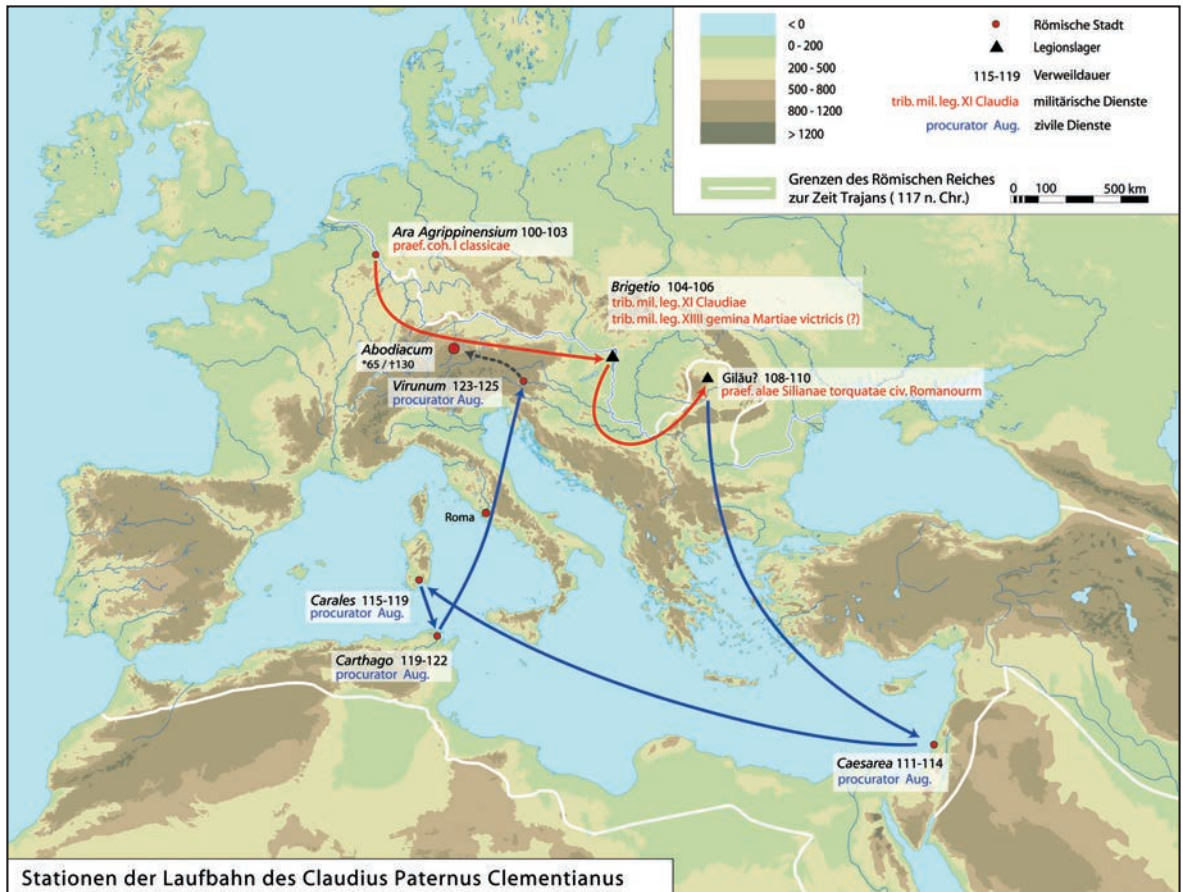 < 0
0 - 200
200 - 500
500 - 800
800 - 1200
> 1200
Römische Stadt
Legionslager
115-119 Verweildauer
trib. mil. leg. XI Claudia militärische Dienste
procurator Aug. zivile Dienste
Grenzen des Römischen Reiches
zur Zeit Trajans ( 117 n. Chr.)
0 100 500 km
Ara Agrippinensium 100-103
praef. coh. I classicae
Brigetio 104-106
trib. mil. leg. XI Claudiae
trib. mil. leg. XIIII gemina Martiae victricis (?)
Abodiacum
*65 / †130
Virunum 123-125
procurator Aug.
Gilău? 108-110
praef. alae Silianae torquatae civ. Romanourm
Roma
Carales 115-119
procurator Aug.
Carthago 119-122
procurator Aug.
Caesarea 111-114
procurator Aug.
Stationen der Laufbahn des Claudius Paternus Clementianus